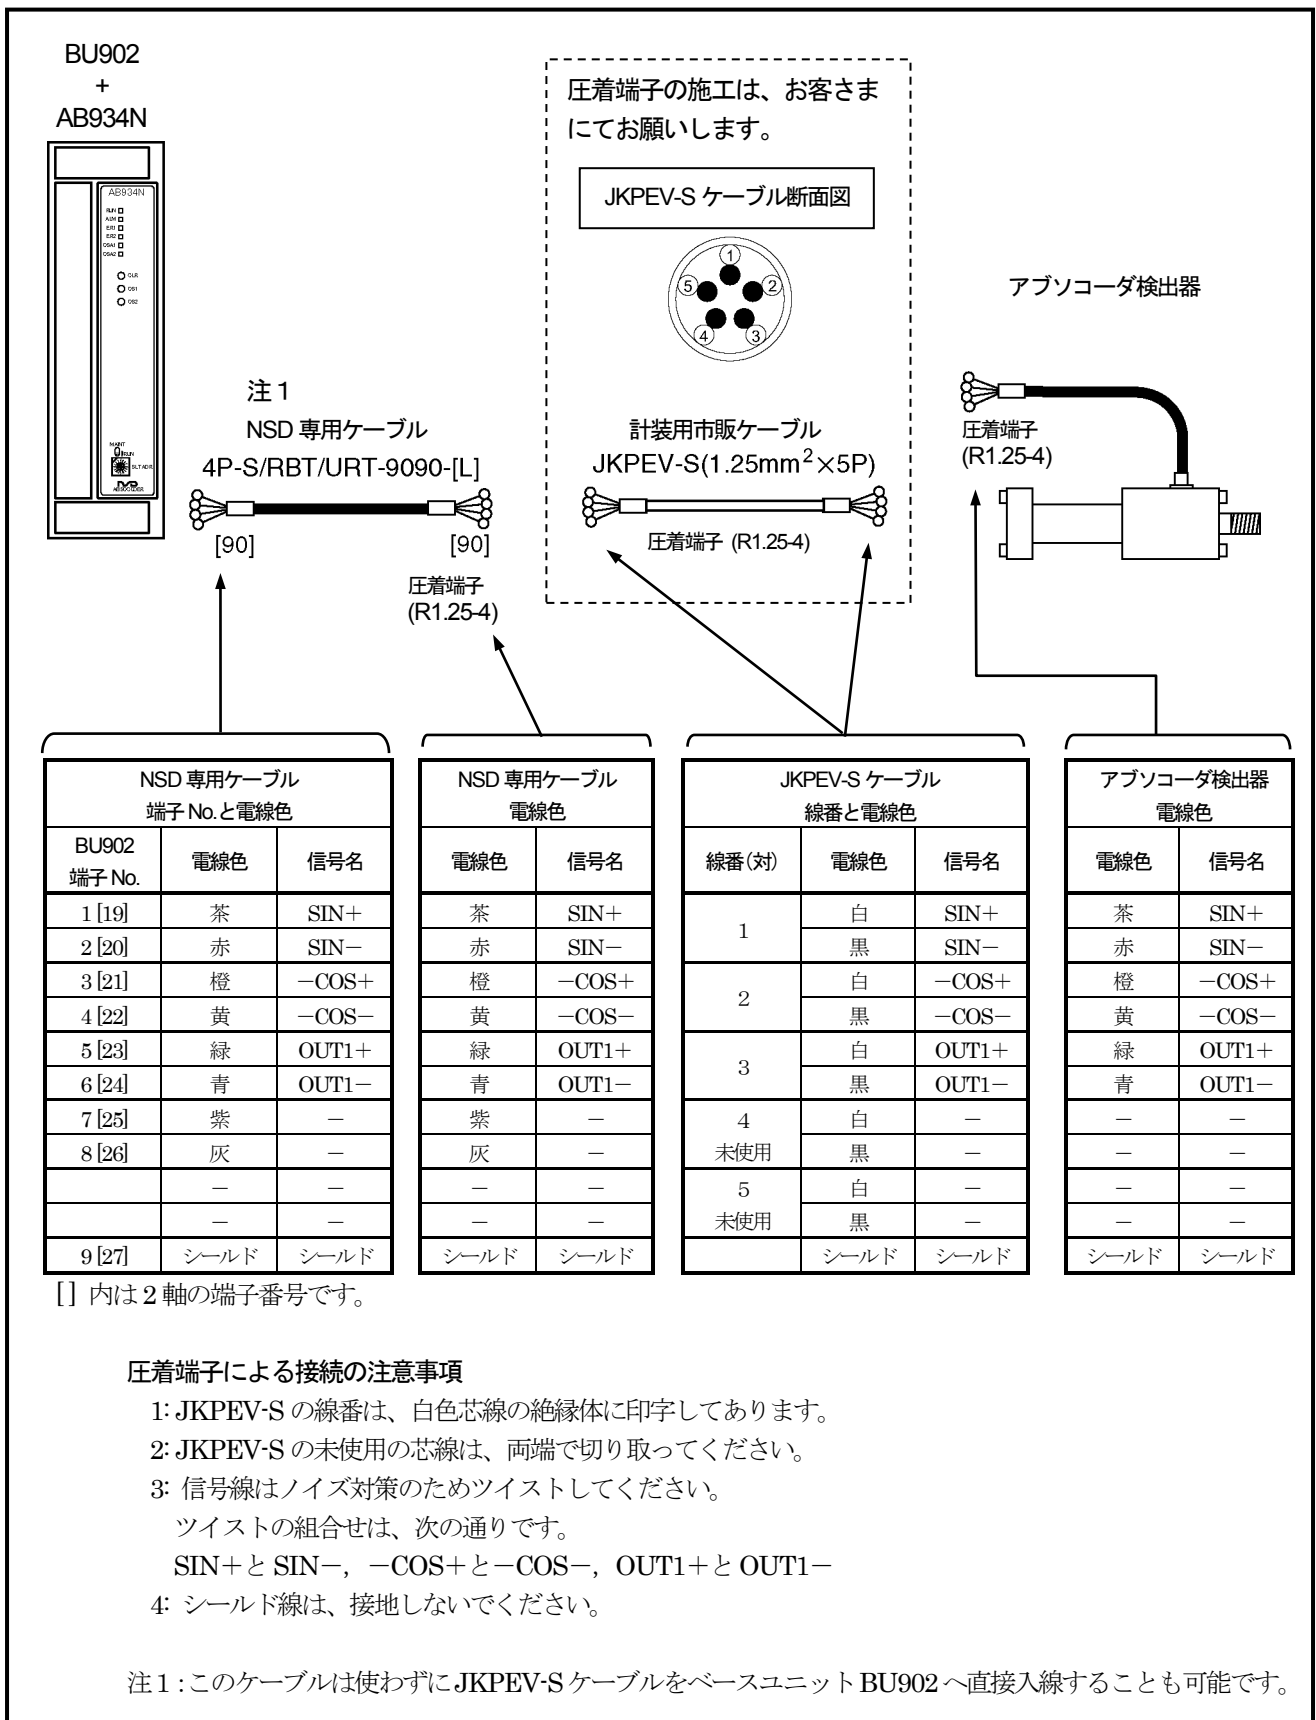 BU902
+
AB934N
AB934N
RUN
ALM
ER1
ER2
OSA1
OSA2
CLR
OS1
OS2
MAINT
RUN
SLT ADR.
ABSOCODER
圧着端子の施工は、お客さま
にてお願いします。
JKPEV-S ケーブル断面図
1
2
3
4
5
アブソコーダ検出器
注1
NSD 専用ケーブル
4P-S/RBT/URT-9090-[L]
[90] [90]
圧着端子
(R1.25-4)
計装用市販ケーブル
JKPEV-S(1.25mm²×5P)
圧着端子 (R1.25-4)
圧着端子
(R1.25-4)
NSD 専用ケーブル
端子 No.と電線色
BU902
端子 No. 電線色 信号名
1 [19] 茶 SIN+
2 [20] 赤 SIN−
3 [21] 橙 −COS+
4 [22] 黄 −COS−
5 [23] 緑 OUT1+
6 [24] 青 OUT1−
7 [25] 紫 −
8 [26] 灰 −
− −
− −
9 [27] シールド シールド
NSD 専用ケーブル
電線色
電線色 信号名
茶 SIN+
赤 SIN−
橙 −COS+
黄 −COS−
緑 OUT1+
青 OUT1−
紫 −
灰 −
− −
− −
シールド シールド
JKPEV-S ケーブル
線番と電線色
線番(対) 電線色 信号名
1 白 SIN+
黒 SIN−
2 白 −COS+
黒 −COS−
3 白 OUT1+
黒 OUT1−
4 白 −
未使用 黒 −
5 白 −
未使用 黒 −
シールド シールド
アブソコーダ検出器
電線色
電線色 信号名
茶 SIN+
赤 SIN−
橙 −COS+
黄 −COS−
緑 OUT1+
青 OUT1−
− −
− −
− −
− −
シールド シールド
[ ] 内は 2 軸の端子番号です。
圧着端子による接続の注意事項
1: JKPEV-S の線番は、白色芯線の絶縁体に印字してあります。
2: JKPEV-S の未使用の芯線は、両端で切り取ってください。
3: 信号線はノイズ対策のためツイストしてください。
ツイストの組合せは、次の通りです。
SIN+と SIN−, −COS+と−COS−, OUT1+と OUT1−
4: シールド線は、接地しないでください。
注1:このケーブルは使わずに JKPEV-S ケーブルをベースユニット BU902 へ直接入線することも可能です。